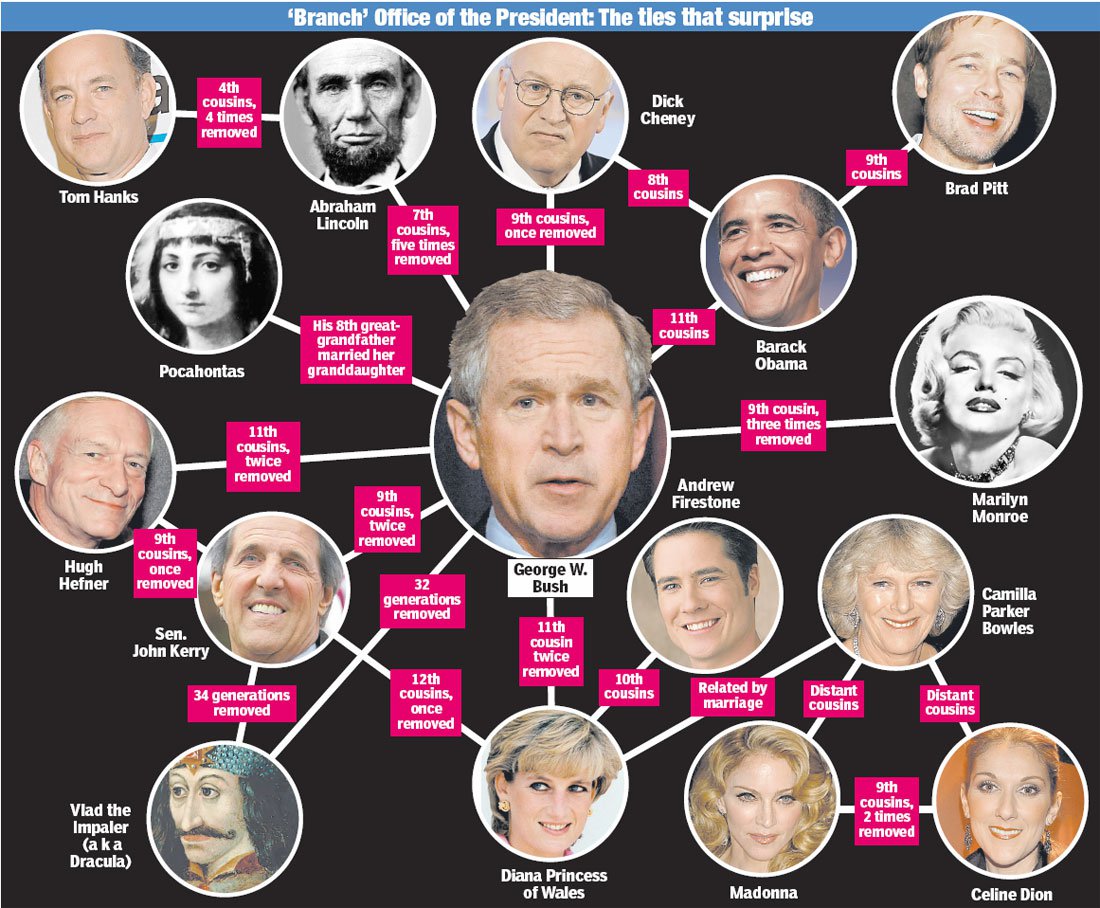 ‘Branch’ Office of the President: The ties that surprise
4th
cousins,
4 times
removed
Tom Hanks
Abraham
Lincoln
Dick
Cheney
8th
cousins
9th
cousins
Brad Pitt
7th
cousins,
five times
removed
9th cousins,
once removed
Pocahontas
His 8th great-
grandfather
married her
granddaughter
11th
cousins
Barack
Obama
9th cousin,
three times
removed
Marilyn
Monroe
11th
cousins,
twice
removed
Hugh
Hefner
9th
cousins,
once
removed
9th
cousins,
twice
removed
George W.
Bush
Andrew
Firestone
Camilla
Parker
Bowles
Sen.
John Kerry
32
generations
removed
11th
cousin
twice
removed
34 generations
removed
12th
cousins,
once
removed
10th
cousins
Related by
marriage
Distant
cousins
Distant
cousins
Vlad the
Impaler
(a k a
Dracula)
Diana Princess
of Wales
Madonna
9th
cousins,
2 times
removed
Celine Dion